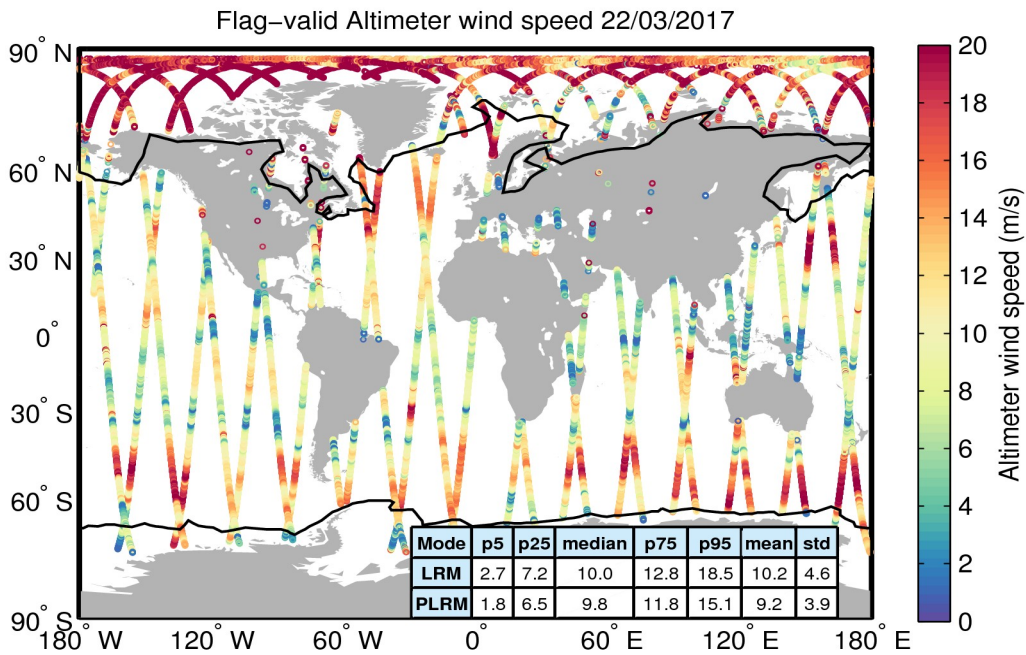 Flag−valid Altimeter wind speed 22/03/2017
90° N
60° N
30° N
0°
30° S
60° S
90° S
180° W
120° W
60° W
0°
60° E
120° E
180° E
Mode p5 p25 median p75 p95 mean std
LRM 2.7 7.2 10.0 12.8 18.5 10.2 4.6
PLRM 1.8 6.5 9.8 11.8 15.1 9.2 3.9
20
18
16
14
12
10
8
6
4
2
0
Altimeter wind speed (m/s)